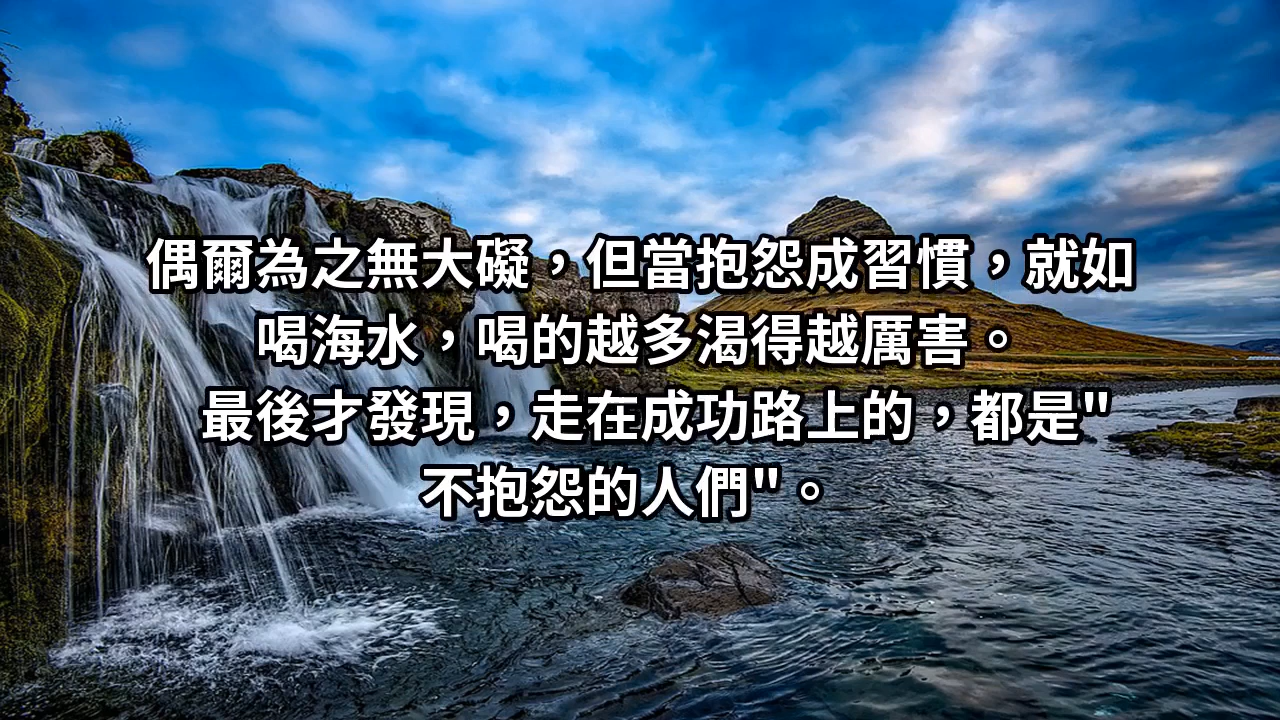 偶爾為之無大礙，但當抱怨成習慣，就如
喝海水，喝的越多渴得越厲害。
最後才發現，走在成功路上的，都是"
不抱怨的人們"。